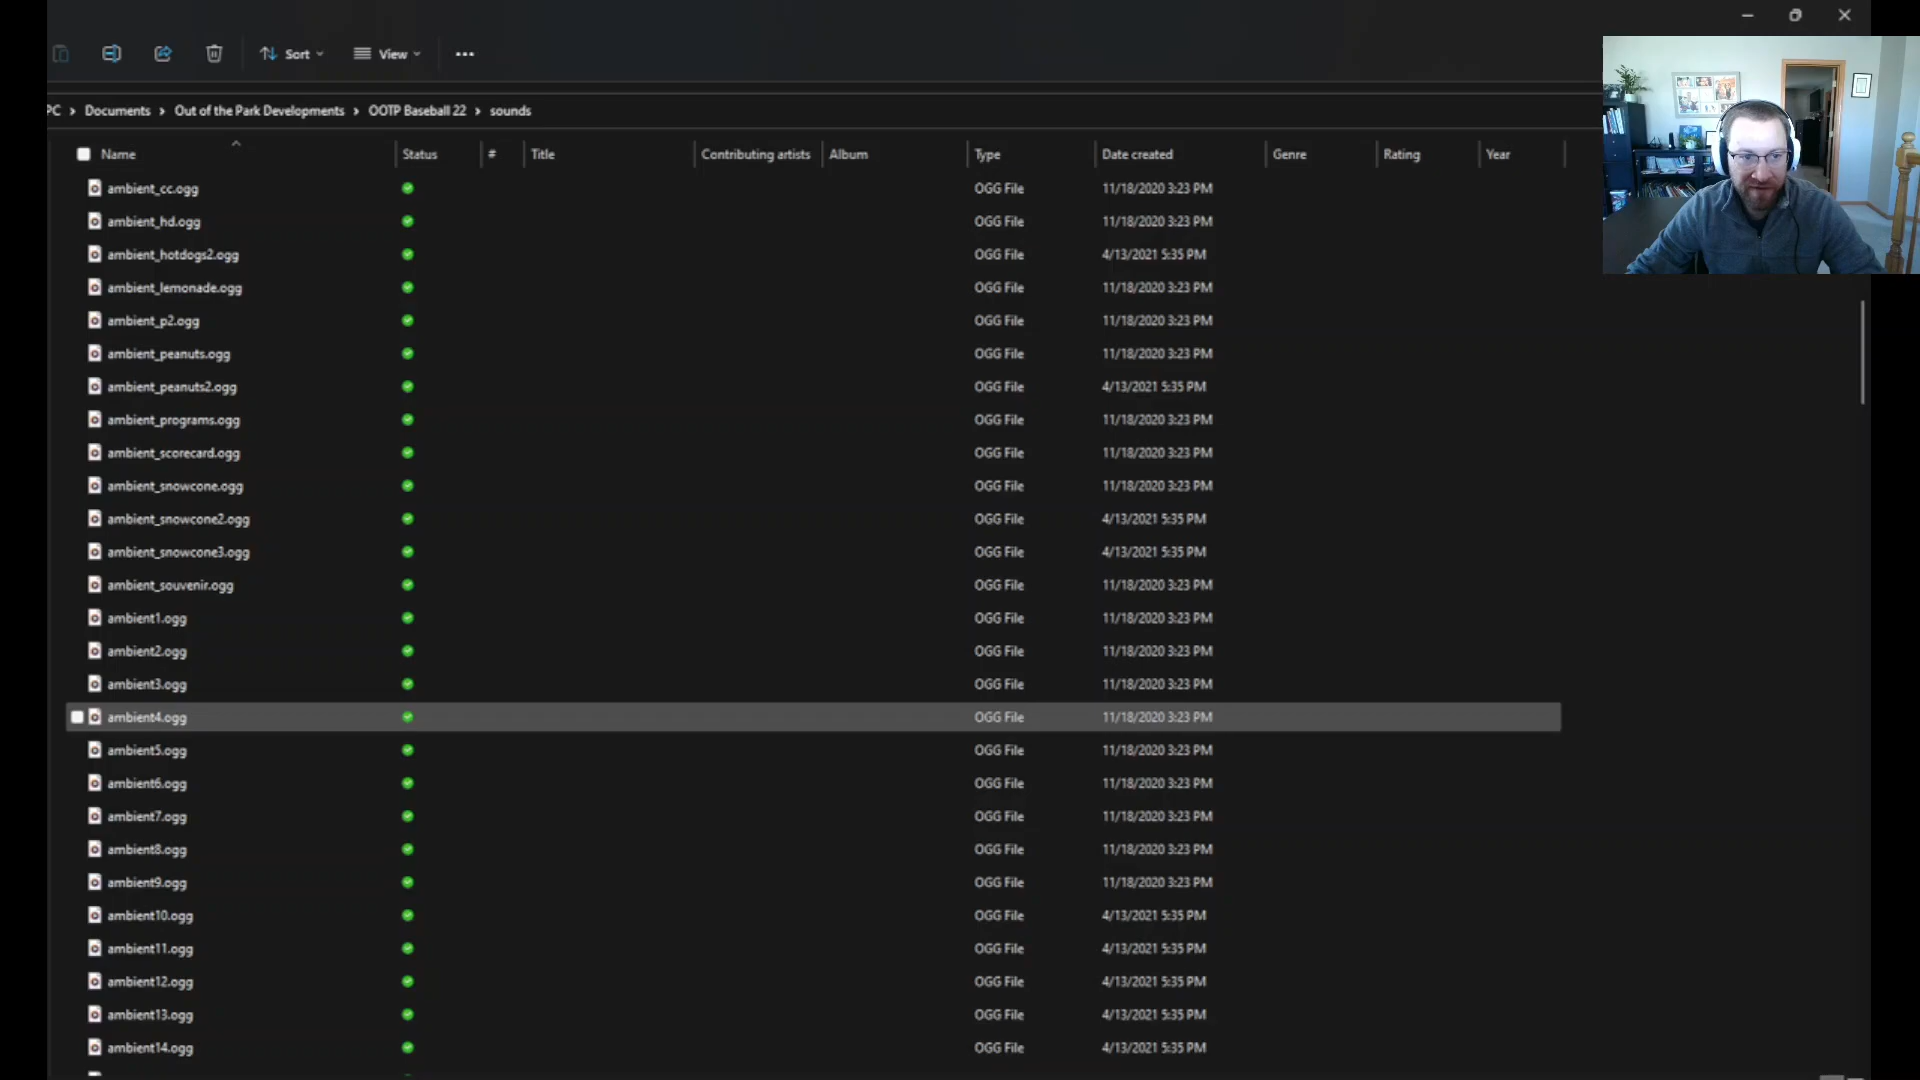 Sort View
PC > Documents > Out of the Park Developments > OOTP Baseball 22 > sounds
Name Status # Title Contributing artists Album Type Date created Genre Rating Year
ambient_cc.ogg OGG File 11/18/2020 3:23 PM
ambient_hd.ogg OGG File 11/18/2020 3:23 PM
ambient_hotdogs2.ogg OGG File 4/13/2021 5:35 PM
ambient_lemonade.ogg OGG File 11/18/2020 3:23 PM
ambient_p2.ogg OGG File 11/18/2020 3:23 PM
ambient_peanuts.ogg OGG File 11/18/2020 3:23 PM
ambient_peanuts2.ogg OGG File 4/13/2021 5:35 PM
ambient_programs.ogg OGG File 11/18/2020 3:23 PM
ambient_scorecard.ogg OGG File 11/18/2020 3:23 PM
ambient_snowcone.ogg OGG File 11/18/2020 3:23 PM
ambient_snowcone2.ogg OGG File 4/13/2021 5:35 PM
ambient_snowcone3.ogg OGG File 4/13/2021 5:35 PM
ambient_souvenir.ogg OGG File 11/18/2020 3:23 PM
ambient1.ogg OGG File 11/18/2020 3:23 PM
ambient2.ogg OGG File 11/18/2020 3:23 PM
ambient3.ogg OGG File 11/18/2020 3:23 PM
ambient4.ogg OGG File 11/18/2020 3:23 PM
ambient5.ogg OGG File 11/18/2020 3:23 PM
ambient6.ogg OGG File 11/18/2020 3:23 PM
ambient7.ogg OGG File 11/18/2020 3:23 PM
ambient8.ogg OGG File 11/18/2020 3:23 PM
ambient9.ogg OGG File 11/18/2020 3:23 PM
ambient10.ogg OGG File 4/13/2021 5:35 PM
ambient11.ogg OGG File 4/13/2021 5:35 PM
ambient12.ogg OGG File 4/13/2021 5:35 PM
ambient13.ogg OGG File 4/13/2021 5:35 PM
ambient14.ogg OGG File 4/13/2021 5:35 PM